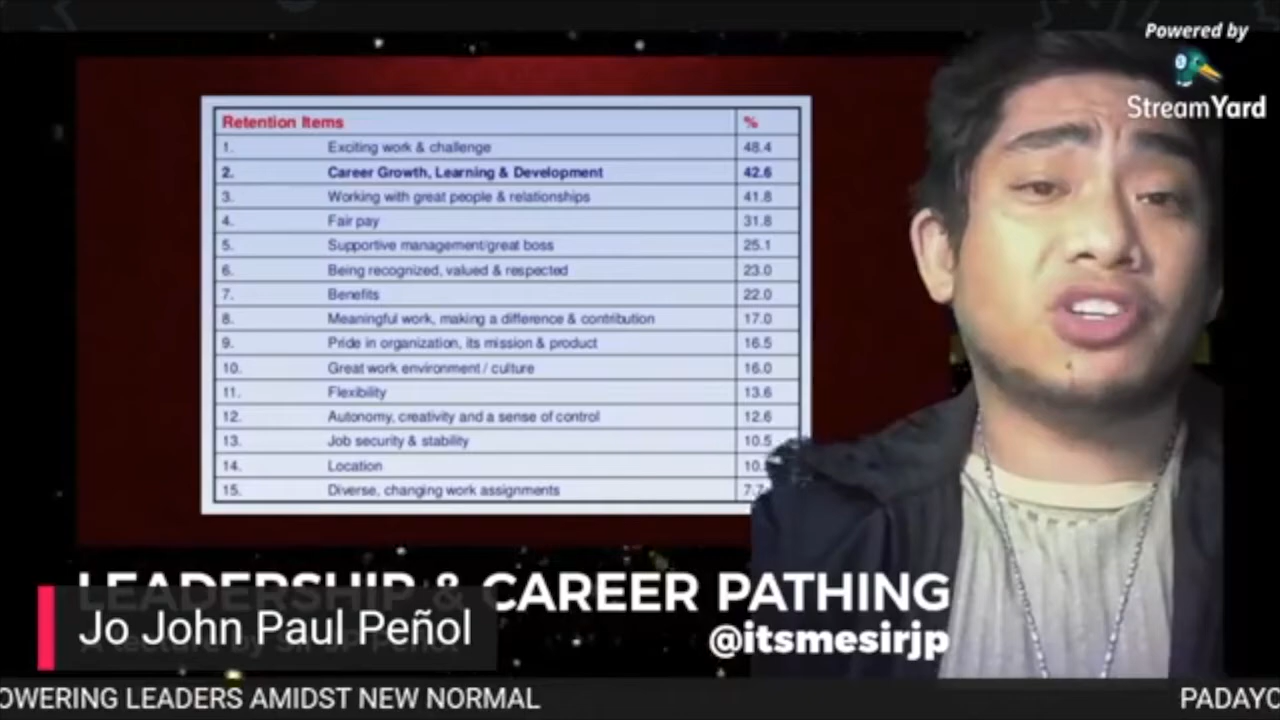 Powered by
StreamYard
Retention Items %
1. Exciting work & challenge 48.4
2. Career Growth, Learning & Development 42.6
3. Working with great people & relationships 41.8
4. Fair pay 31.8
5. Supportive management/great boss 25.1
6. Being recognized, valued & respected 23.0
7. Benefits 22.0
8. Meaningful work, making a difference & contribution 17.0
9. Pride in organization, its mission & product 16.5
10. Great work environment / culture 16.0
11. Flexibility 13.6
12. Autonomy, creativity and a sense of control 12.6
13. Job security & stability 10.5
14. Location 10.
15. Diverse, changing work assignments 7.7
LEADERSHIP & CAREER PATHING
Jo John Paul Peñol
@itsmesirjp
OWERING LEADERS AMIDST NEW NORMAL PADAYO